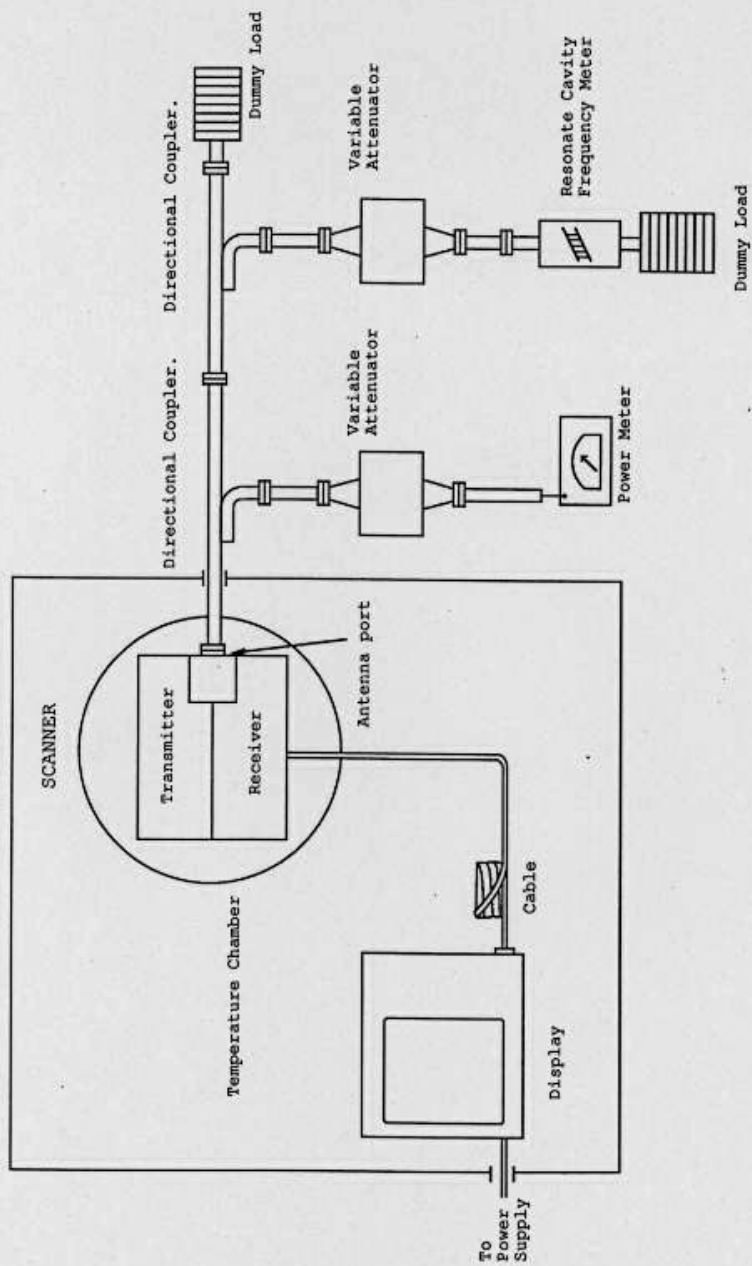 SCANNER
Transmitter
Receiver
Antenna port
Temperature Chamber
Cable
Display
To
Power
Supply
Directional Coupler.
Directional Coupler.
Dummy Load
Variable
Attenuator
Variable
Attenuator
Power Meter
Resonate Cavity
Frequency Meter
Dummy Load